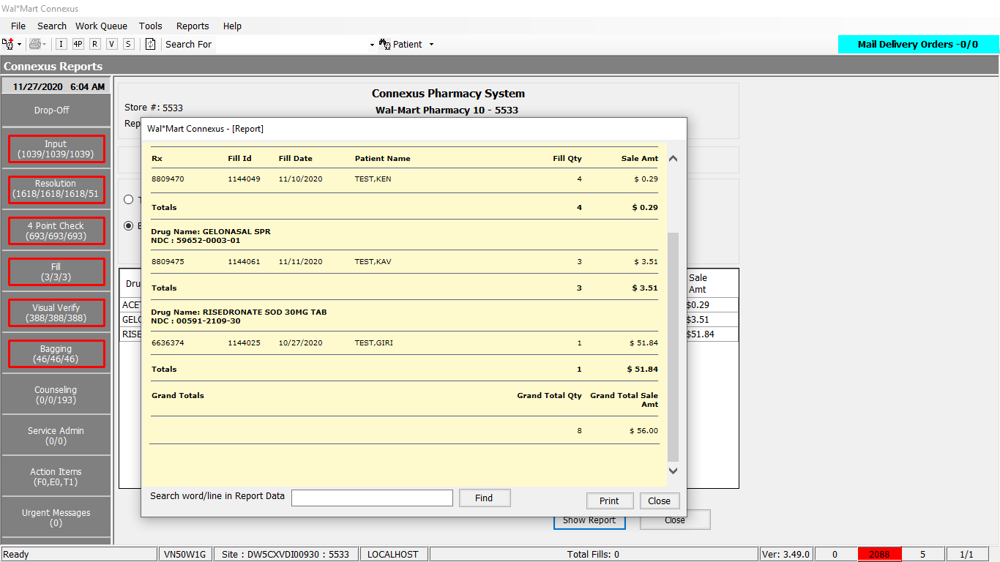 Wal*Mart Connexus
File Search Work Queue Tools Reports Help
I 4P R V S Search For Patient Mail Delivery Orders -0/0
Connexus Reports
11/27/2020 6:04 AM
Drop-Off
Input
(1039/1039/1039)
Resolution
(1618/1618/1618/51
4 Point Check
(693/693/693)
Fill
(3/3/3)
Visual Verify
(388/388/388)
Bagging
(46/46/46)
Counseling
(0/0/193)
Service Admin
(0/0)
Action Items
(F0,E0,T1)
Urgent Messages
(0)
Connexus Pharmacy System
Store #: 5533
Wal-Mart Pharmacy 10 - 5533
Rep
Dru
Sale
Amt
ACET
$0.29
GELO
$3.51
RISE
$51.84
Wal*Mart Connexus - [Report]
Rx Fill Id Fill Date Patient Name Fill Qty Sale Amt
8809470 1144049 11/10/2020 TEST,KEN 4 $ 0.29
Totals 4 $ 0.29
Drug Name: GELONASAL SPR
NDC : 59652-0003-01
8809475 1144061 11/11/2020 TEST,KAV 3 $ 3.51
Totals 3 $ 3.51
Drug Name: RISEDRONATE SOD 30MG TAB
NDC : 00591-2109-30
6636374 1144025 10/27/2020 TEST,GIRI 1 $ 51.84
Totals 1 $ 51.84
Grand Totals Grand Total Qty Grand Total Sale
Amt
8 $ 56.00
Search word/line in Report Data Find Print Close
Show Report Close
Ready VN50W1G Site : DW5CXVDI00930 : 5533 LOCALHOST Total Fills: 0 Ver: 3.49.0 0 2088 5 1/1